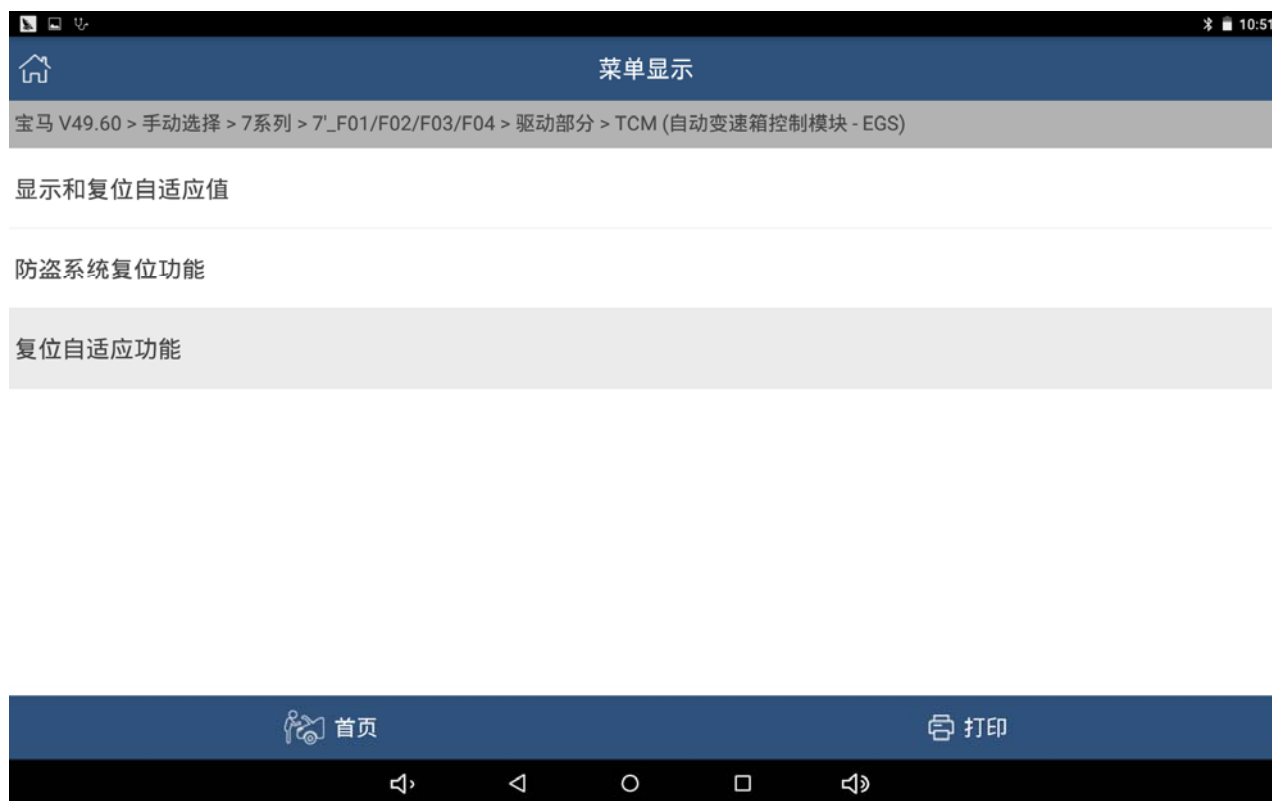 10:51
菜单显示
宝马 V49.60 > 手动选择 > 7系列 > 7'_F01/F02/F03/F04 > 驱动部分 > TCM (自动变速箱控制模块 - EGS)
显示和复位自适应值
防盗系统复位功能
复位自适应功能
首页
打印